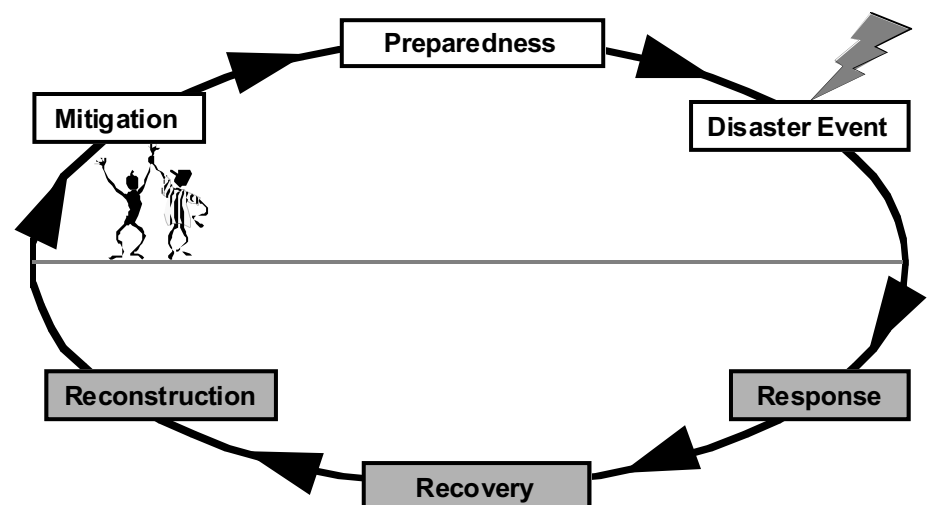 Preparedness
Mitigation
Disaster Event
Reconstruction
Response
Recovery